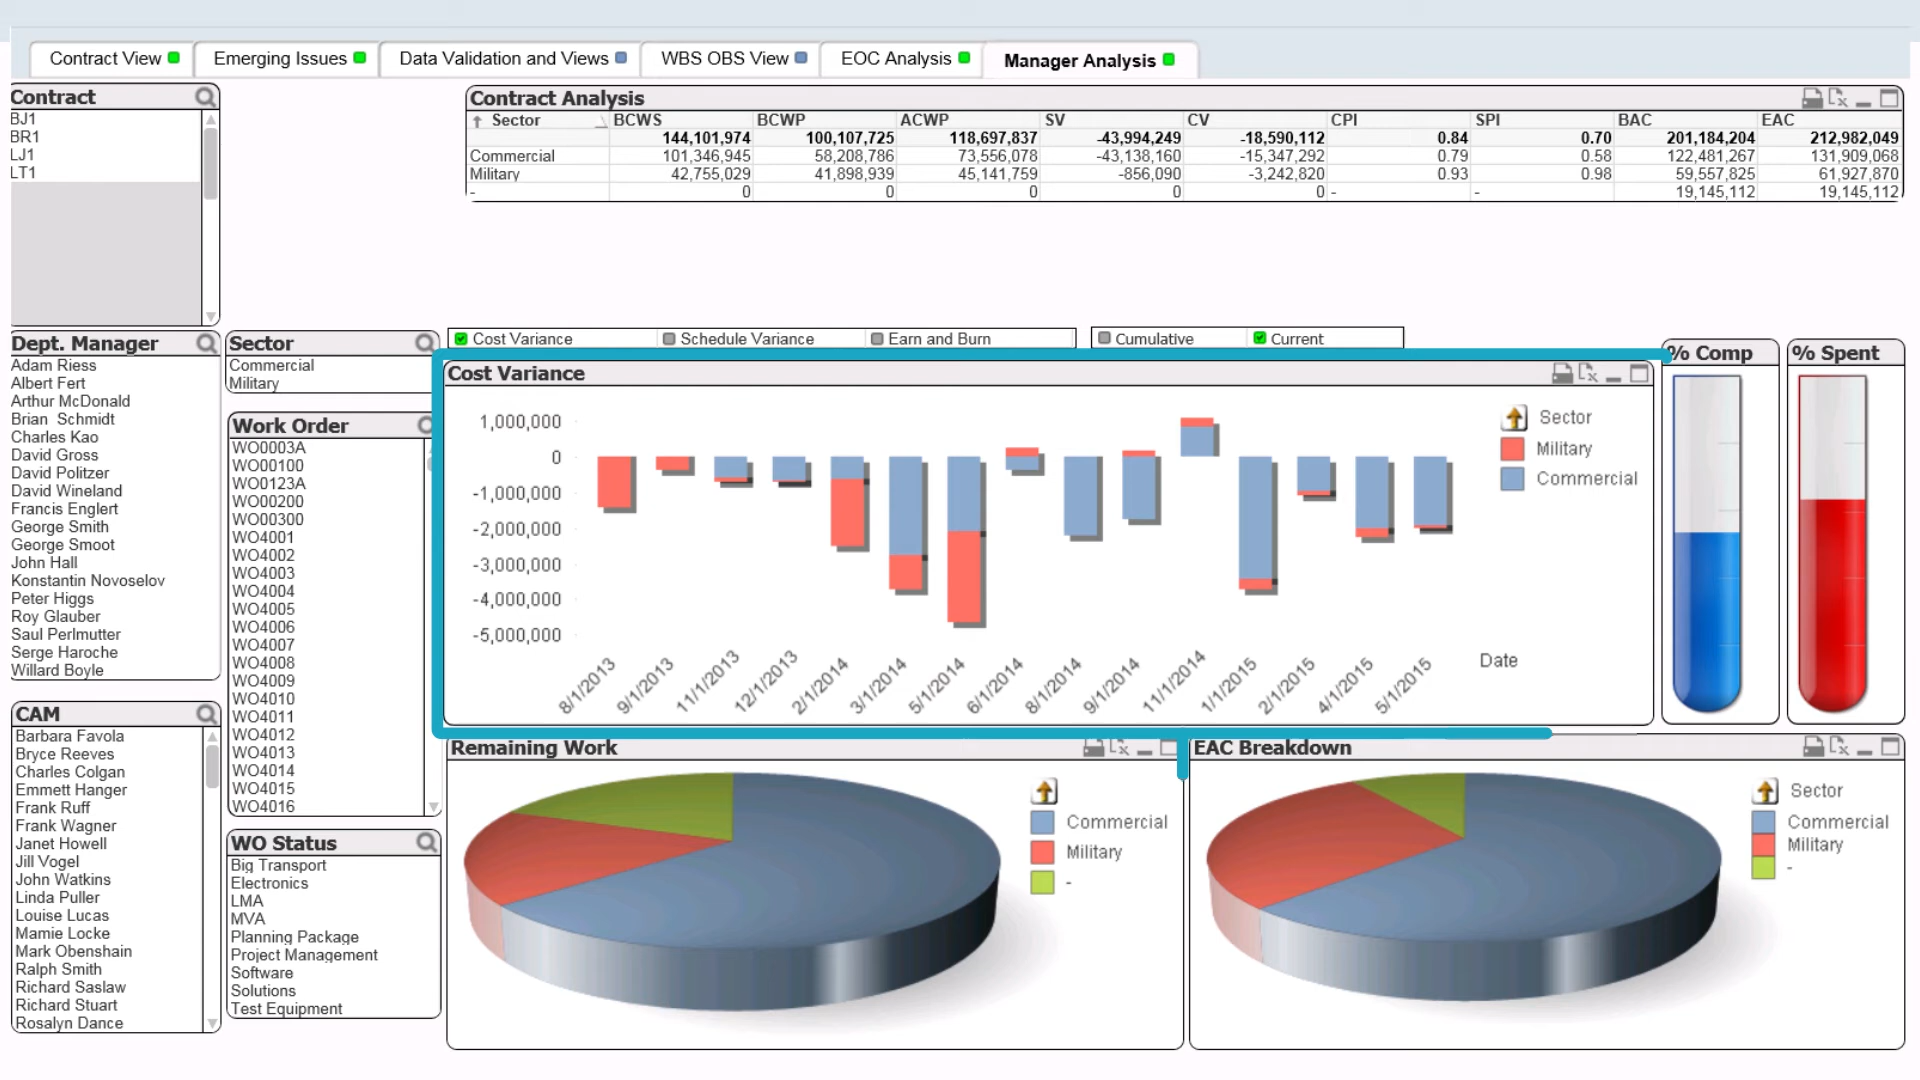 Contract View
Emerging Issues
Data Validation and Views
WBS OBS View
EOC Analysis
Manager Analysis
Contract
BJ1
BR1
LJ1
LT1
Contract Analysis
Sector BCWS BCWP ACWP SV CV CPI SPI BAC EAC
144,101,974 100,107,725 118,697,837 -43,994,249 -18,590,112 0.84 0.70 201,184,204 212,982,049
Commercial 101,346,945 58,208,786 73,556,078 -43,138,160 -15,347,292 0.79 0.58 122,481,267 131,909,068
Military 42,755,029 41,898,939 45,141,759 -856,090 -3,242,820 0.93 0.98 59,557,825 61,927,870
- 0 0 0 0 0 - - 19,145,112 19,145,112
Dept. Manager
Adam Riess
Albert Fert
Arthur McDonald
Brian Schmidt
Charles Kao
David Gross
David Politzer
David Wineland
Francis Englert
George Smith
George Smoot
John Hall
Konstantin Novoselov
Peter Higgs
Roy Glauber
Saul Perlmutter
Serge Haroche
Willard Boyle
CAM
Barbara Favola
Bryce Reeves
Charles Colgan
Emmett Hanger
Frank Ruff
Frank Wagner
Janet Howell
Jill Vogel
John Watkins
Linda Puller
Louise Lucas
Mamie Locke
Mark Obenshain
Ralph Smith
Richard Saslaw
Richard Stuart
Rosalyn Dance
Sector
Commercial
Military
Work Order
WO0003A
WO00100
WO0123A
WO00200
WO00300
WO4001
WO4002
WO4003
WO4004
WO4005
WO4006
WO4007
WO4008
WO4009
WO4010
WO4011
WO4012
WO4013
WO4014
WO4015
WO4016
WO Status
Big Transport
Electronics
LMA
MVA
Planning Package
Project Management
Software
Solutions
Test Equipment
Cost Variance
Schedule Variance
Earn and Burn
Cumulative
Current
Cost Variance
1,000,000
0
-1,000,000
-2,000,000
-3,000,000
-4,000,000
-5,000,000
8/1/2013
9/1/2013
11/1/2013
12/1/2013
2/1/2014
3/1/2014
5/1/2014
6/1/2014
8/1/2014
9/1/2014
11/1/2014
1/1/2015
2/1/2015
4/1/2015
5/1/2015
Date
Sector
Military
Commercial
% Comp
% Spent
Remaining Work
Commercial
Military
-
EAC Breakdown
Sector
Commercial
Military
-